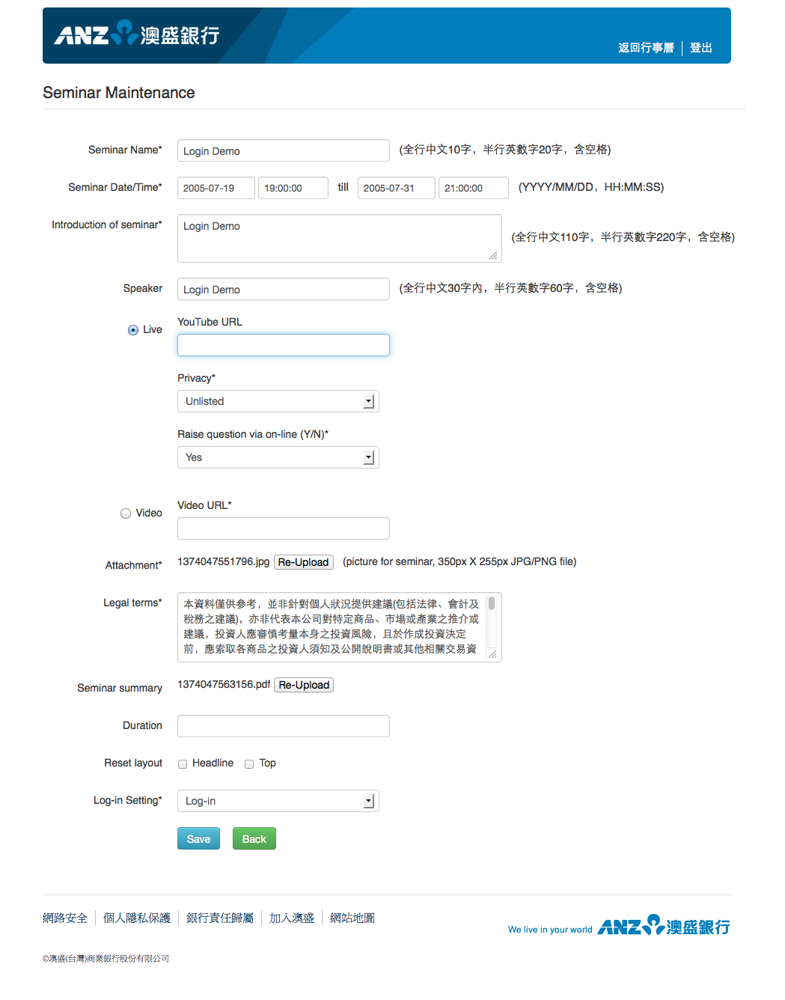 ANZ 澳盛銀行
返回行事曆 登出
Seminar Maintenance
Seminar Name* Login Demo (全行中文10字，半行英數字20字，含空格)
Seminar Date/Time* 2005-07-19 19:00:00 till 2005-07-31 21:00:00 (YYYY/MM/DD，HH:MM:SS)
Introduction of seminar* Login Demo
(全行中文110字，半行英數字220字，含空格)
Speaker Login Demo (全行中文30字內，半行英數字60字，含空格)
YouTube URL
Live
Privacy*
Unlisted
Raise question via on-line (Y/N)*
Yes
Video URL*
Video
Attachment* 1374047551796.jpg Re-Upload (picture for seminar, 350px X 255px JPG/PNG file)
Legal terms* 本資料僅供參考，並非針對個人狀況提供建議(包括法律、會計及
稅務之建議)，亦非代表本公司對特定商品、市場或產業之推介或
建議，投資人應審慎考量本身之投資風險，且於作成投資決定
前，應索取各商品之投資人須知及公開說明書或其他相關交易資
Seminar summary 1374047563156.pdf Re-Upload
Duration
Reset layout Headline Top
Log-in Setting* Log-in
Save Back
網路安全 個人隱私保護 銀行責任歸屬 加入澳盛 網站地圖
We live in your world ANZ 澳盛銀行
©澳盛(台灣)商業銀行股份有限公司